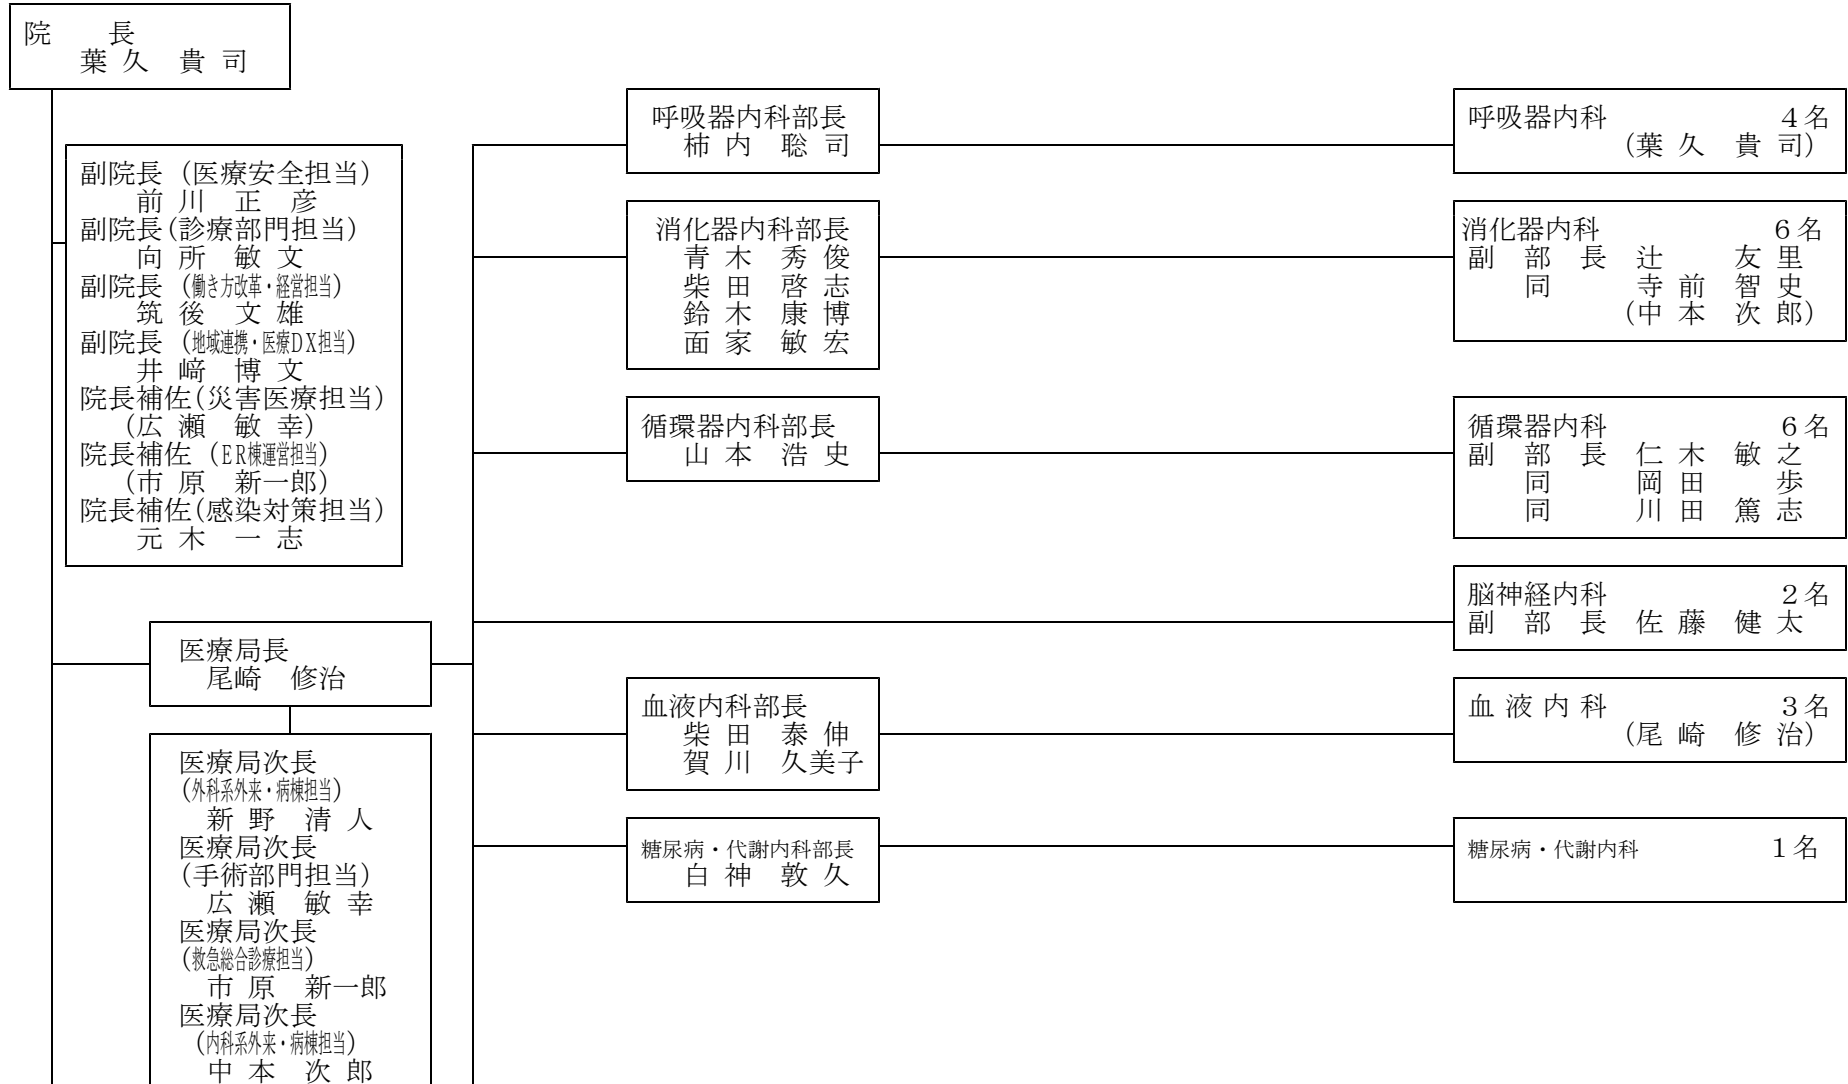 院　　長
葉久　貴司
副院長（医療安全担当）
前川　正彦
副院長（診療部門担当）
向所　敏文
副院長（働き方改革・経営担当）
筑後　文雄
副院長（地域連携・医療ＤＸ担当）
井﨑　博文
院長補佐（災害医療担当）
（広瀬　敏幸）
院長補佐（ＥＲ棟運営担当）
（市原　新一郎）
院長補佐（感染対策担当）
元木　一志
医療局長
尾崎　修治
医療局次長
（外科系外来・病棟担当）
新野　清人
医療局次長
（手術部門担当）
広瀬　敏幸
医療局次長
（救急総合診療担当）
市原　新一郎
医療局次長
（内科系外来・病棟担当）
中本　次郎
呼吸器内科部長
柿内　聡司
消化器内科部長
青木　秀俊
柴田　啓志
鈴木　康博
面家　敏宏
循環器内科部長
山本　浩史
血液内科部長
柴田　泰伸
賀川　久美子
糖尿病・代謝内科部長
白神　敦久
呼吸器内科　４名
（葉久　貴司）
消化器内科　６名
副部長　辻　友里
同　寺前　智史
（中本　次郎）
循環器内科　６名
副部長　仁木　敏之
同　岡田　歩
同　川田　篤志
脳神経内科　２名
副部長　佐藤　健太
血液内科　３名
（尾崎　修治）
糖尿病・代謝内科　１名